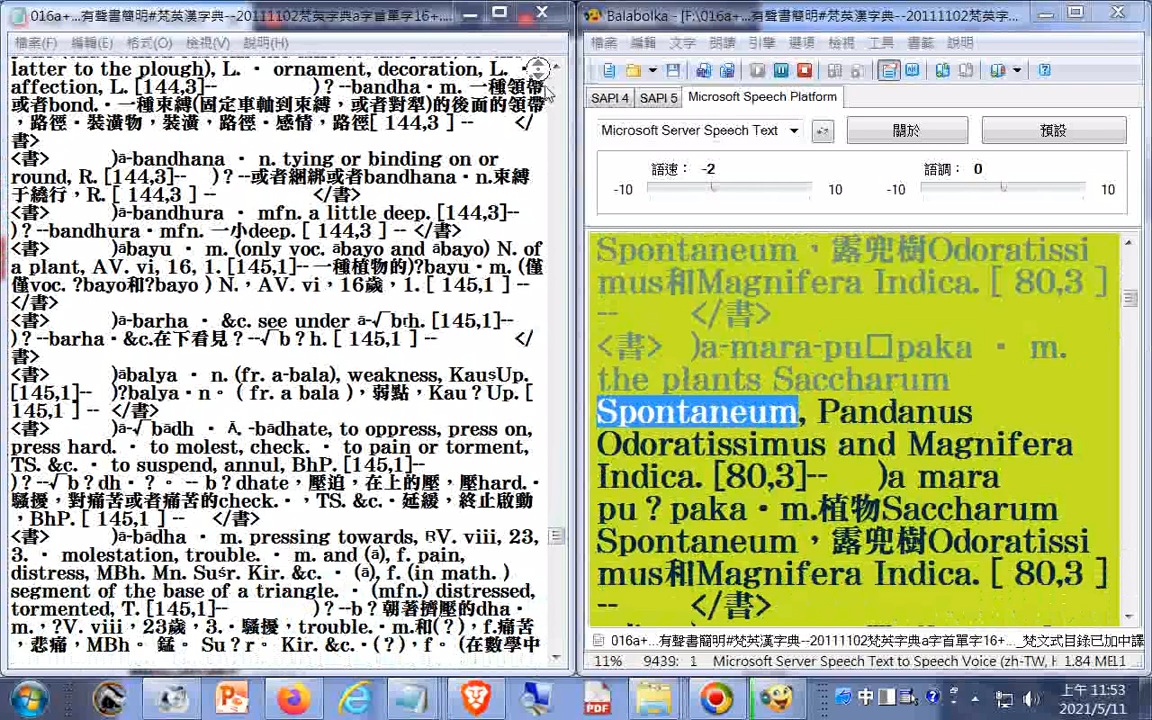 016a+...有聲書簡明#梵英漢字典--20111102梵英字典a字首單字16+...
檔案(F) 編輯(E) 格式(O) 檢視(V) 說明(H)
latter to the plough), L. ‧ ornament, decoration, L. ‧
affection, L. [144,3] )？--bandha‧m. 一種領帶
或者bond.‧一種束縛(固定車軸到束縛，或者對犁)的後面的領帶
，路徑‧裝潢物，裝潢，路徑‧感情，路徑[ 144,3 ] -- </
書>
<書> )ā-bandhana ‧ n. tying or binding on or
round, R. [144,3]-- )？--或者綑綁或者bandhana‧n.束縛
于繞行，R. [ 144,3 ] -- </書>
<書> )ā-bandhura ‧ mfn. a little deep. [144,3]--
)？--bandhura‧mfn. 一小deep. [ 144,3 ] -- </書>
<書> )ābayu ‧ m. (only voc. ābayo and ābayo) N. of
a plant, AV. vi, 16, 1. [145,1]--一種植物的)?bayu‧m. (僅
僅voc. ?bayo和?bayo ) N.，AV. vi，16歲，1. [ 145,1 ] --
</書>
<書> )ā-barha ‧ &c. see under
)？--barha‧&c.在下看見？--√b？h. [ 145,1 ] -- </
書>
<書> )ābalya ‧ n. (fr. a-bala), weakness, KausUp.
[145,1]-- )?balya‧n。( fr. a bala )，弱點，Kau？Up. [
145,1 ] -- </書>
<書> )ā-√bādh ‧ Ā. -bādhate, to oppress, press on,
press hard. ‧ to molest, check. ‧ to pain or torment,
TS. &c. ‧ to suspend, annul, BhP. [145,1]--
)？--√b？dh‧？。-- b？dhate，壓迫，在上的壓，壓hard.‧
騷擾，對痛苦或者痛苦的check.‧，TS. &c.‧延緩，終止啟動
，BhP. [ 145,1 ] -- </書>
<書> )ā-bādha ‧ m. pressing towards, RV. viii, 23,
3. ‧ molestation, trouble. ‧ m. and (ā), f. pain,
distress, MBh. Mn. Suśr. Kir. &c. ‧ (ā), f. (in math. )
segment of the base of a triangle. ‧ (mfn.) distressed,
tormented, T. [145,1]-- )？--b？朝著擠壓的dha‧
m.，?V. viii，23歲，3.‧騷擾，trouble.‧m.和(？)，f.痛苦
，悲痛，MBh。錳。Su？r。Kir. &c.‧(？)，f。(在數學中
Balabolka - [F:\016a+...有聲書簡明#梵英漢字典--20111102梵英字...
檔案 編輯 文字 朗讀 引擎 選項 檢視 工具 書籤 說明
SAPI 4 SAPI 5 Microsoft Speech Platform
Microsoft Server Speech Text 關於 預設
語速： -2 語調： 0
-10 10 -10 10
Spontaneum，露兜樹Odoratissi
mus和Magnifera Indica. [ 80,3 ]
-- </書>
<書> )a-mara-pu□paka ‧ m.
the plants Saccharum
Spontaneum, Pandanus
Odoratissimus and Magnifera
Indica. [80,3]-- )a mara
pu？paka‧m.植物Saccharum
Spontaneum，露兜樹Odoratissi
mus和Magnifera Indica. [ 80,3 ]
-- </書>
016a+...有聲書簡明#梵英漢字典--20111102梵英字典a字首單字16+..._梵文式目錄已加中譯
11% 9439: 1 Microsoft Server Speech Text to Speech Voice (zh-TW, H 1.84 MB
PDF
中
上午 11:53
2021/5/11